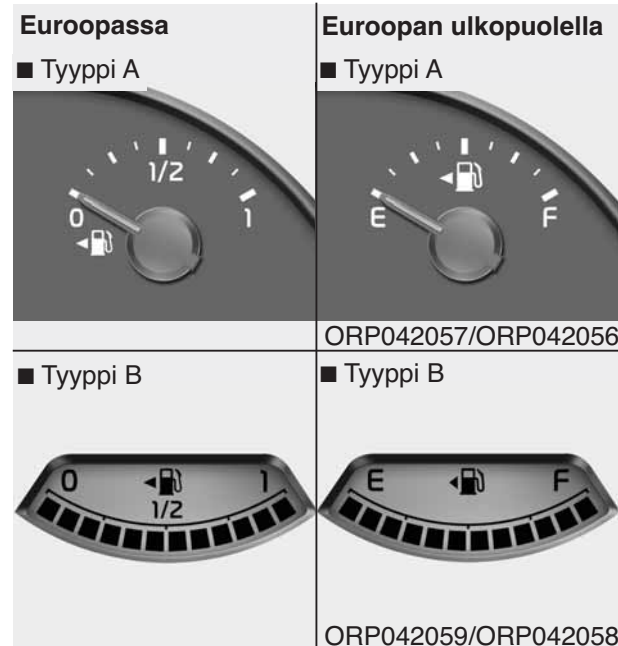 Euroopassa
Euroopan ulkopuolella
■ Tyyppi A
■ Tyyppi A
1/2
0
1
E
F
ORP042057/ORP042056
■ Tyyppi B
■ Tyyppi B
0
1
1/2
E
F
ORP042059/ORP042058